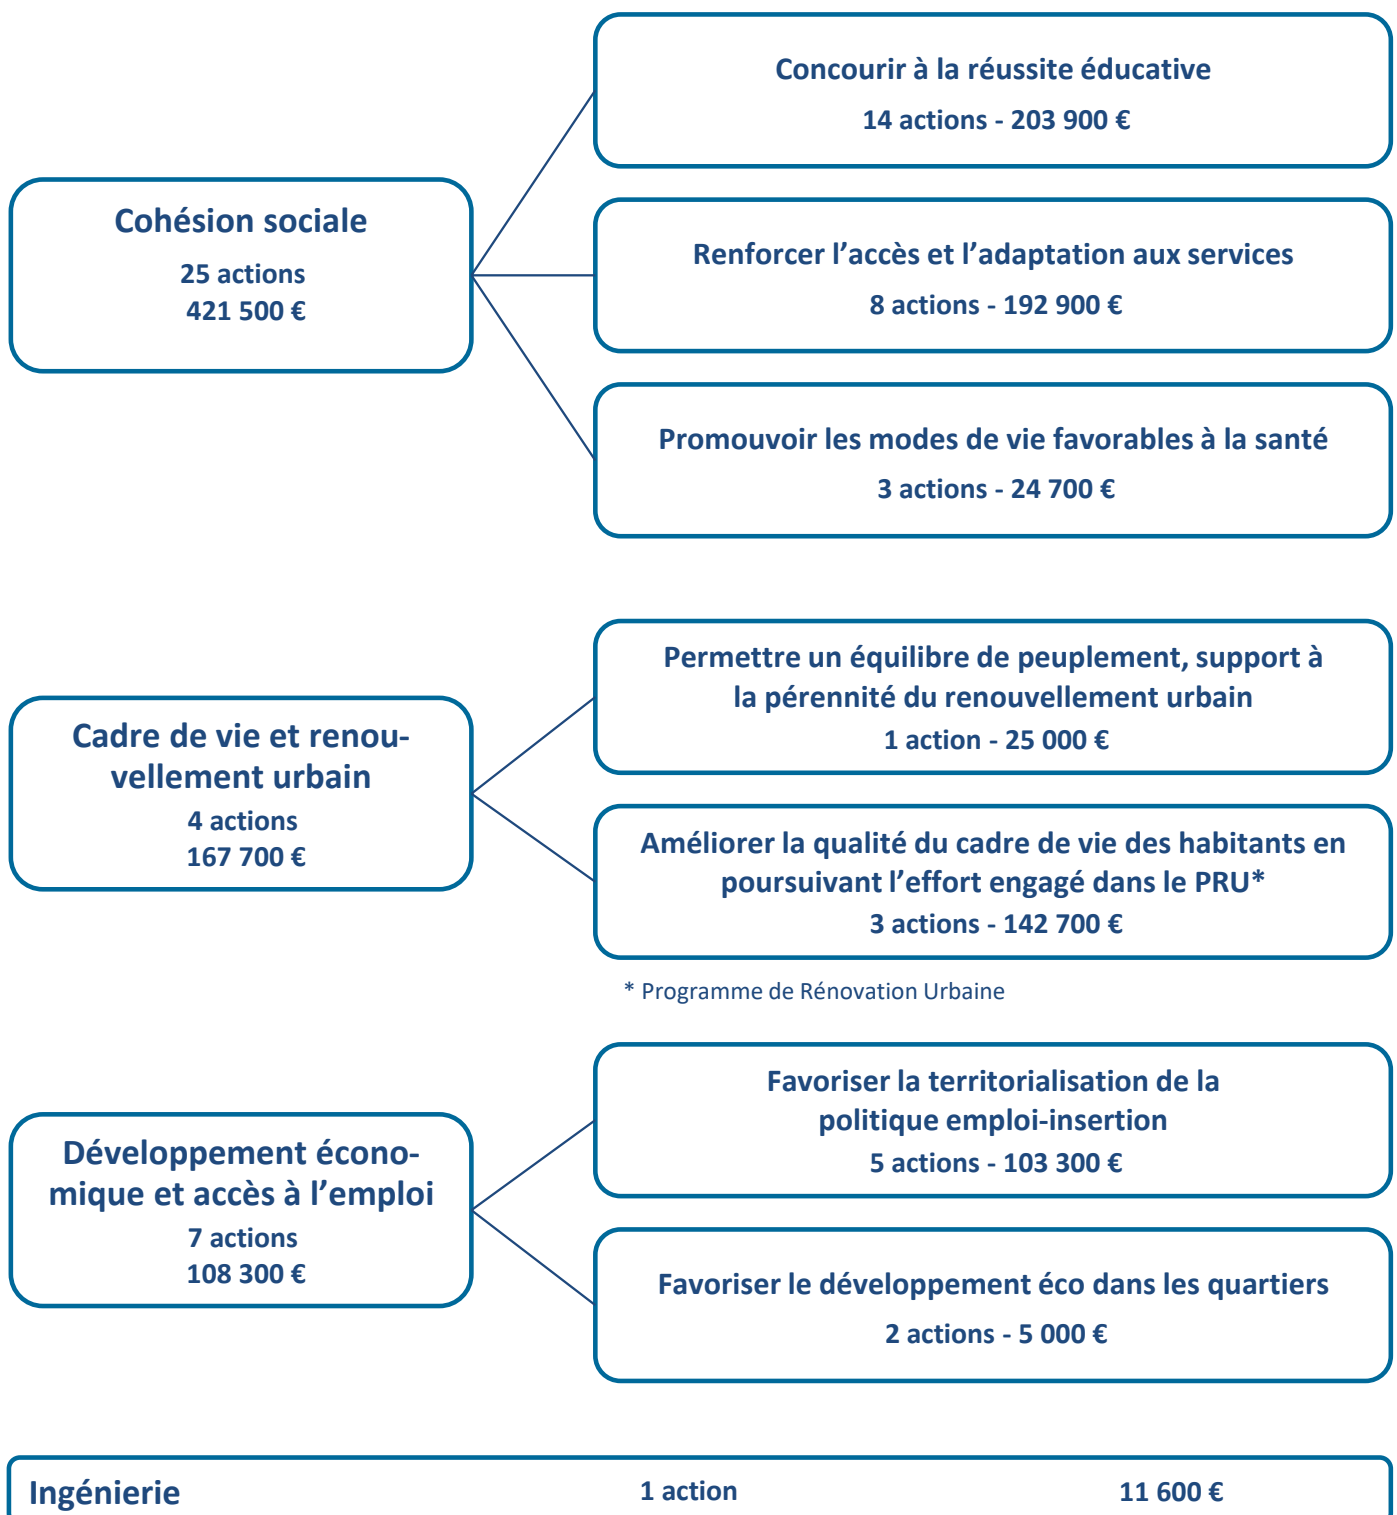 Concourir à la réussite éducative
14 actions - 203 900 €
Cohésion sociale
25 actions
421 500 €
Renforcer l’accès et l’adaptation aux services
8 actions - 192 900 €
Promouvoir les modes de vie favorables à la santé
3 actions - 24 700 €
Permettre un équilibre de peuplement, support à
la pérennité du renouvellement urbain
1 action - 25 000 €
Cadre de vie et renou-
vellement urbain
4 actions
167 700 €
Améliorer la qualité du cadre de vie des habitants en
poursuivant l’effort engagé dans le PRU*
3 actions - 142 700 €
* Programme de Rénovation Urbaine
Favoriser la territorialisation de la
politique emploi-insertion
5 actions - 103 300 €
Développement écono-
mique et accès à l’emploi
7 actions
108 300 €
Favoriser le développement éco dans les quartiers
2 actions - 5 000 €
Ingénierie 1 action 11 600 €